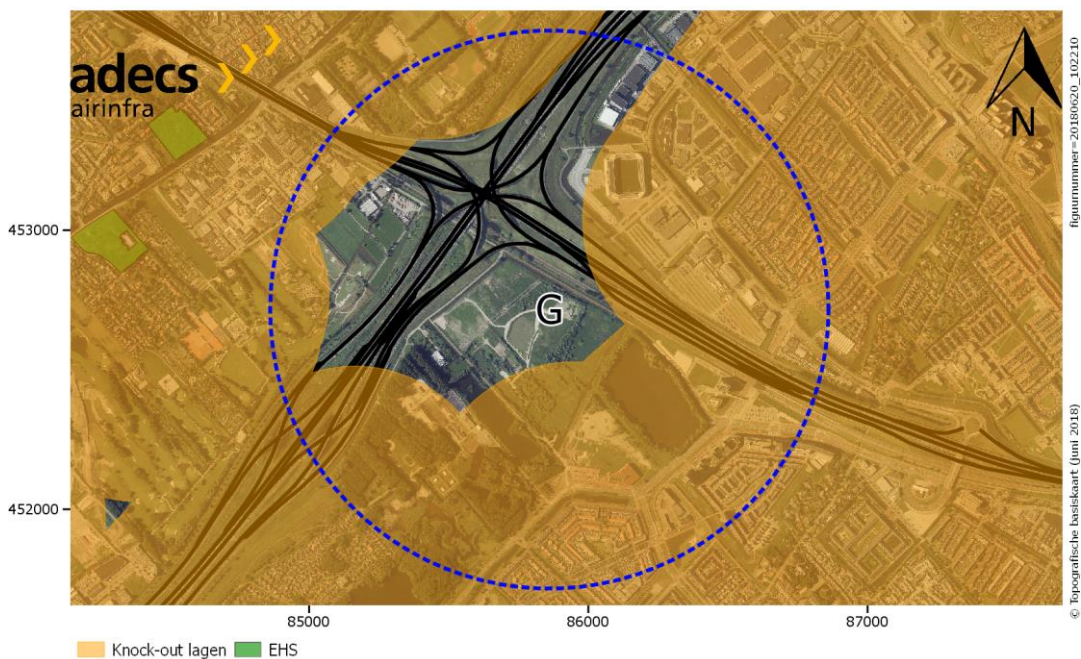 adecs
airinfra
N
G
453000
452000
85000
86000
87000
figuurnummer=20180620_102210
© Topografische basiskaart (juni 2018)
Knock-out lagen
EHS